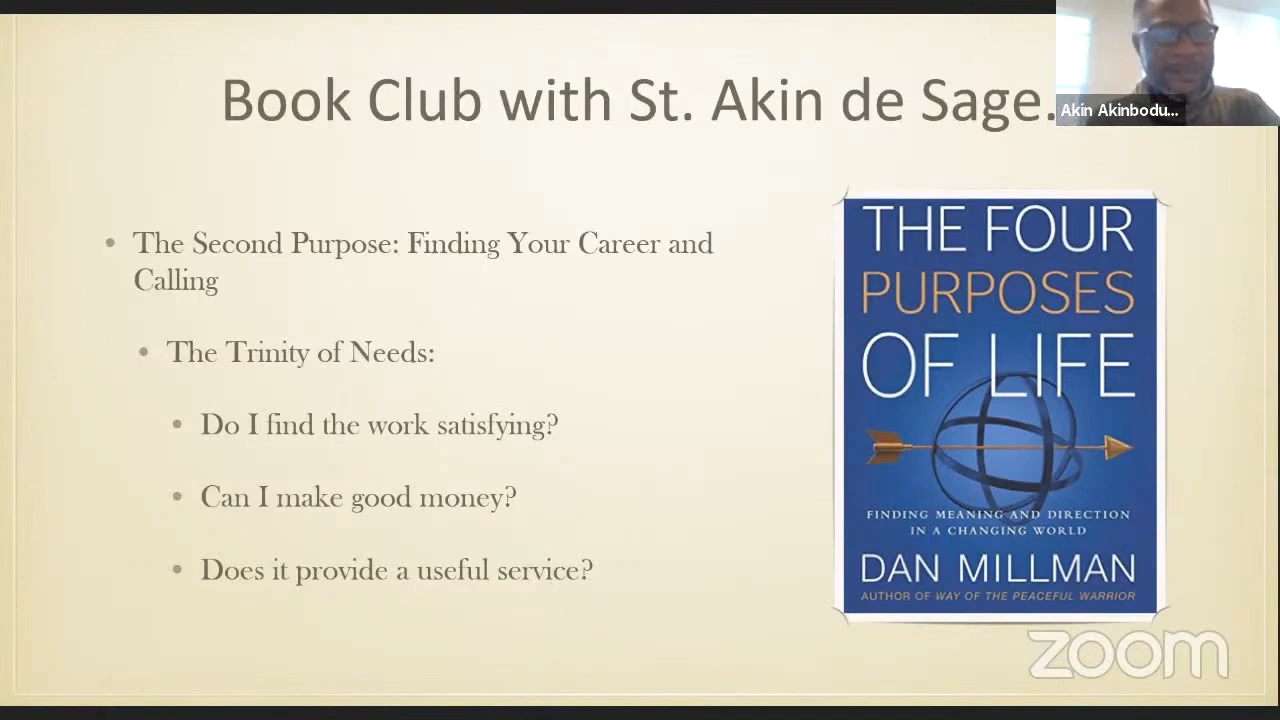 Book Club with St. Akin de Sage.
Akin Akinbodu...
• The Second Purpose: Finding Your Career and
Calling
• The Trinity of Needs:
• Do I find the work satisfying?
• Can I make good money?
• Does it provide a useful service?
THE FOUR
PURPOSES
OF LIFE
FINDING MEANING AND DIRECTION
IN A CHANGING WORLD
DAN MILLMAN
AUTHOR OF WAY OF THE PEACEFUL WARRIOR
zoom